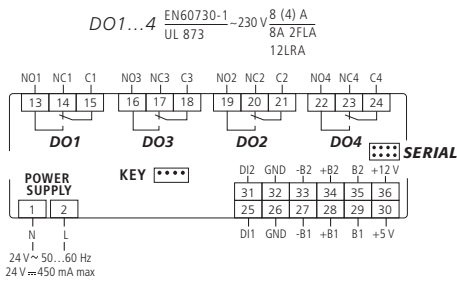 DO1...4 EN60730-1 ~230 V 8 (4) A
UL 873 8A 2FLA
12LRA
NO1 NC1 C1 NO3 NC3 C3 NO2 NC2 C2 NO4 NC4 C4
13 14 15 16 17 18 19 20 21 22 23 24
DO1 DO3 DO2 DO4
SERIAL
KEY
POWER
SUPPLY
DI2 GND -B2 +B2 B2 +12 V
31 32 33 34 35 36
1 2 25 26 27 28 29 30
N L DI1 GND -B1 +B1 B1 +5 V
24 V ~ 50...60 Hz
24 V ⎓ 450 mA max